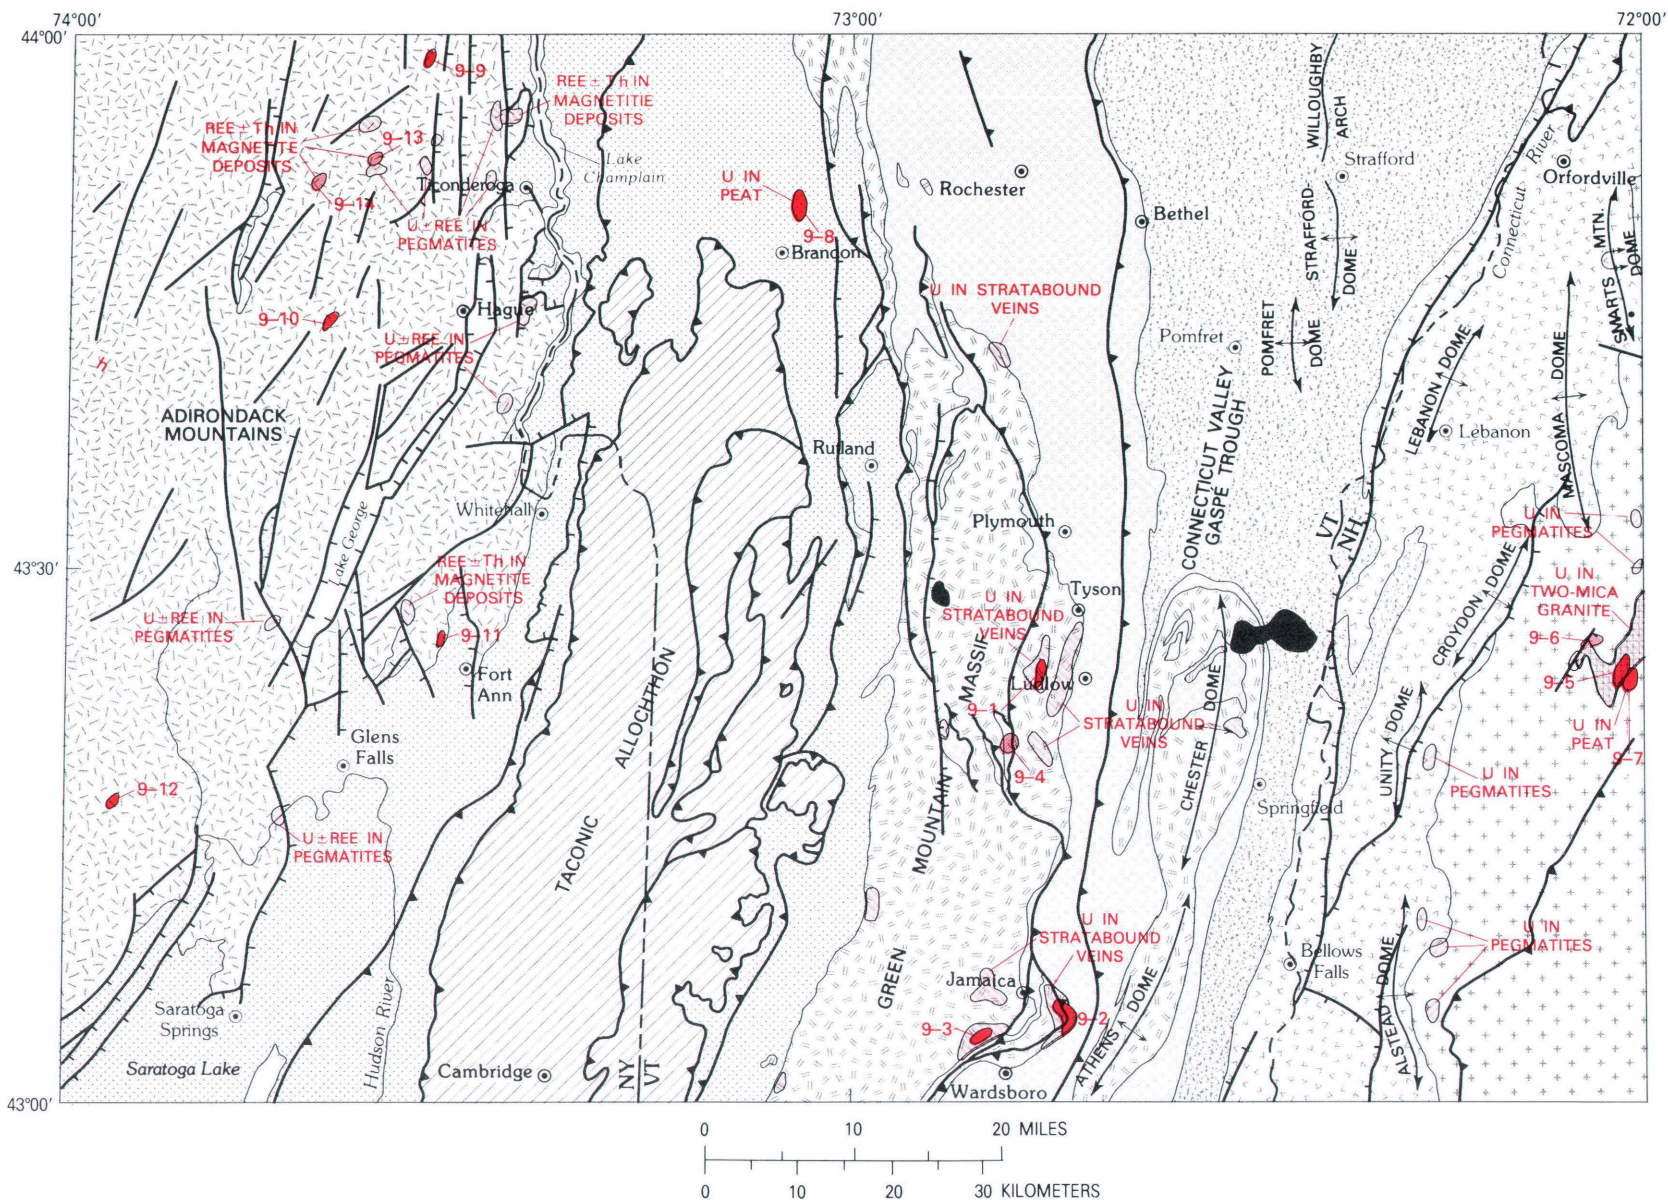 74°00′
73°00′
72°00′
44°00′
9–9
REE ± Th IN
MAGNETITIE
DEPOSITS
REE ± Th IN
MAGNETITE
DEPOSITS
9–13
9–14
Ticonderoga
Lake
Champlain
U ± REE IN
PEGMATITES
U IN
PEAT
9–8
Brandon
Rochester
Bethel
WILLOUGHBY
ARCH
Strafford
STRAFFORD
DOME
Connecticut
River
Orfordville
SMARTS MTN.
DOME
9–10
Hague
U ± REE IN
PEGMATITES
h
ADIRONDACK
MOUNTAINS
U IN STRATABOUND
VEINS
Pomfret
POMFRET
DOME
LEBANON DOME
Lebanon
MASCOMA DOME
Rutland
CONNECTICUT VALLEY
GASPE TROUGH
Whitehall
Lake George
Plymouth
VT
NH
U IN
PEGMATITES
43°30′
REE ± Th IN
MAGNETITE
DEPOSITS
U ± REE IN
PEGMATITES
9–11
Fort
Ann
U IN
STRATABOUND
VEINS
Tyson
CROYDON DOME
U IN
TWO-MICA
GRANITE
9–6
9–5
U IN
PEAT
9–7
ALLOCHTHON
MASSIF
Ludlow
9–1
9–4
U IN
STRATABOUND
VEINS
CHESTER DOME
UNITY DOME
U IN
PEGMATITES
Glens
Falls
9–12
U ± REE IN
PEGMATITES
TACONIC
MOUNTAIN
Springfield
U IN
STRATABOUND
VEINS
Bellows
Falls
U IN
PEGMATITES
GREEN
Jamaica
9–3
9–2
ATHENS DOME
ALSTEAD DOME
Saratoga
Springs
Saratoga Lake
Hudson River
Cambridge
NY
VT
Wardsboro
43°00′
0 10 20 MILES
0 10 20 30 KILOMETERS